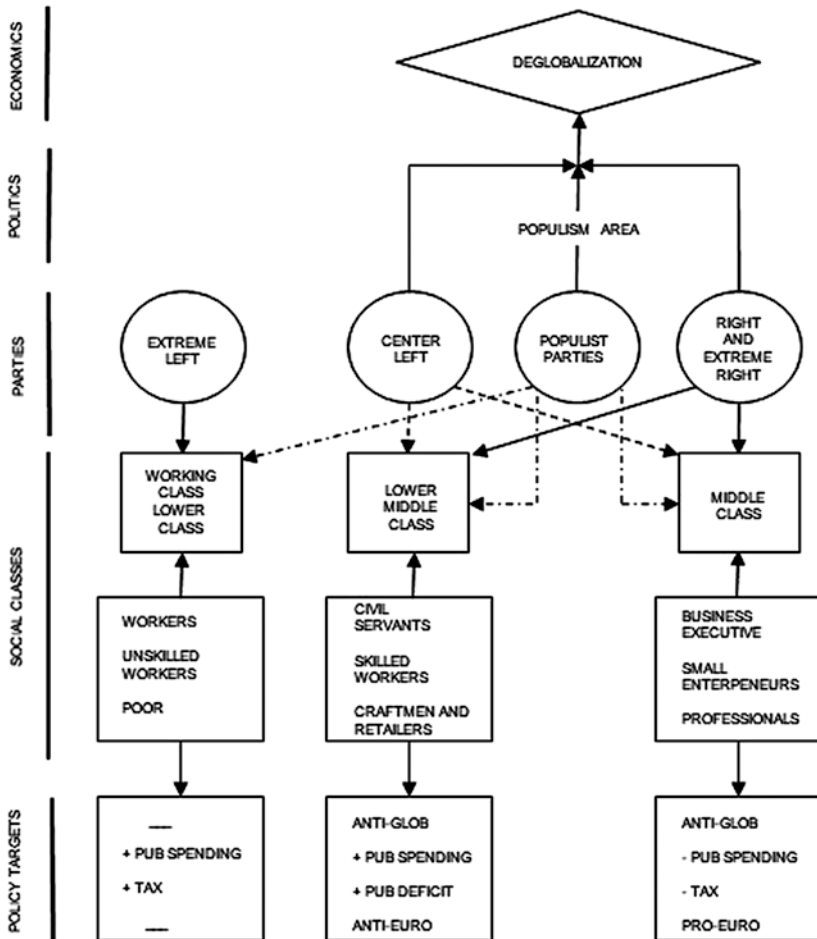 ECONOMICS
DEGLOBALIZATION
POLITICS
POPULISM AREA
PARTIES
EXTREME
LEFT
CENTER
LEFT
POPULIST
PARTIES
RIGHT
AND
EXTREME
RIGHT
SOCIAL CLASSES
WORKING
CLASS
LOWER
CLASS
LOWER
MIDDLE
CLASS
MIDDLE
CLASS
WORKERS
UNSKILLED
WORKERS
POOR
CIVIL
SERVANTS
SKILLED
WORKERS
CRAFTMEN AND
RETAILERS
BUSINESS
EXECUTIVE
SMALL
ENTERPENEURS
PROFESSIONALS
POLICY TARGETS
+ PUB SPENDING
+ TAX
ANTI-GLOB
+ PUB SPENDING
+ PUB DEFICIT
ANTI-EURO
ANTI-GLOB
- PUB SPENDING
- TAX
PRO-EURO